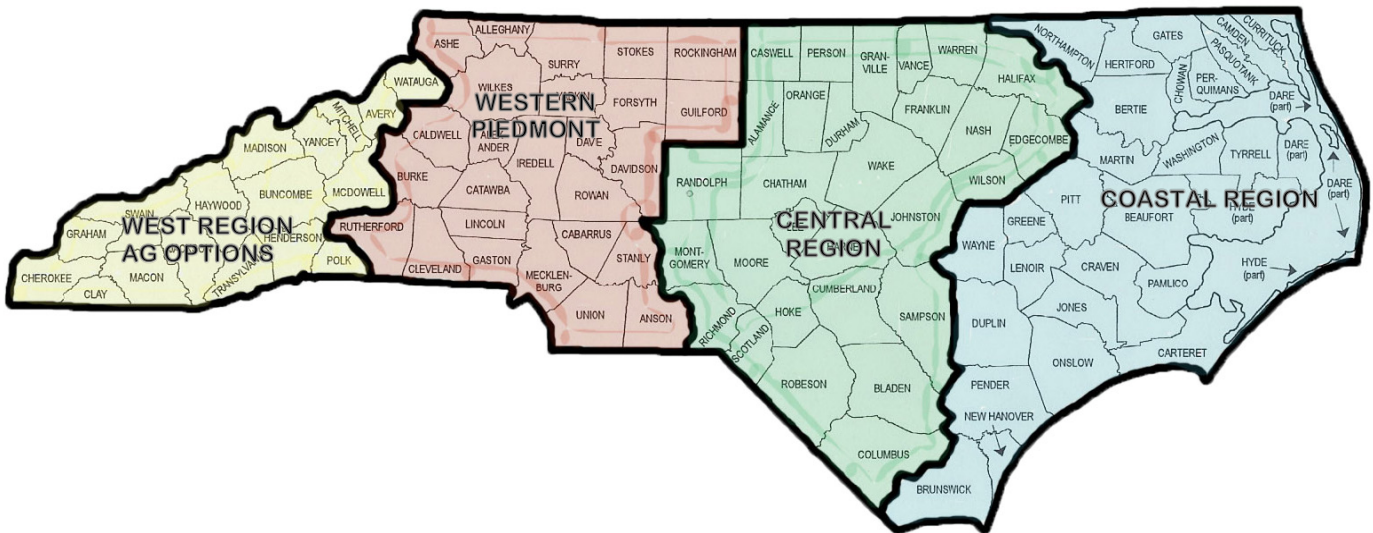 ALLEGHANY
ASHE
SURRY
STOKES
ROCKINGHAM
WATAUGA
WILKES
FORSYTH
GUILFORD
WESTERN
PIEDMONT
AVERY
MITCHELL
CALDWELL
ANDER
DAVE
IREDELL
DAVIDSON
MADISON
YANCEY
BURKE
CATAWBA
ROWAN
BUNCOMBE
MCDOWELL
HAYWOOD
SWAIN
WEST REGION
AG OPTIONS
GRAHAM
HENDERSON
RUTHERFORD
LINCOLN
CABARRUS
STANLY
POLK
CLEVELAND
GASTON
MECKLEN-
BURG
CHEROKEE
CLAY
MACON
UNION
ANSON
CASWELL
PERSON
GRAN-
VILLE
VANCE
WARREN
HALIFAX
ALAMANCE
ORANGE
DURHAM
FRANKLIN
NASH
EDGECOMBE
RANDOLPH
CHATHAM
WAKE
WILSON
CENTRAL
REGION
JOHNSTON
MONT-
GOMERY
MOORE
CUMBERLAND
RICHMOND
SCOTLAND
HOKE
SAMPSON
ROBESON
BLADEN
COLUMBUS
NORTHAMPTON
GATES
CAMDEN
CURRITUCK
PASQUOTANK
HERTFORD
CHOWAN
PER-
QUIMANS
BERTIE
DARE
(part)
MARTIN
WASHINGTON
TYRRELL
DARE
(part)
DARE
(part)
PITT
COASTAL REGION
BEAUFORT
(part)
GREENE
WAYNE
LENOIR
CRAVEN
HYDE
(part)
PAMLICO
JONES
DUPLIN
ONSLOW
CARTERET
PENDER
NEW HANOVER
BRUNSWICK